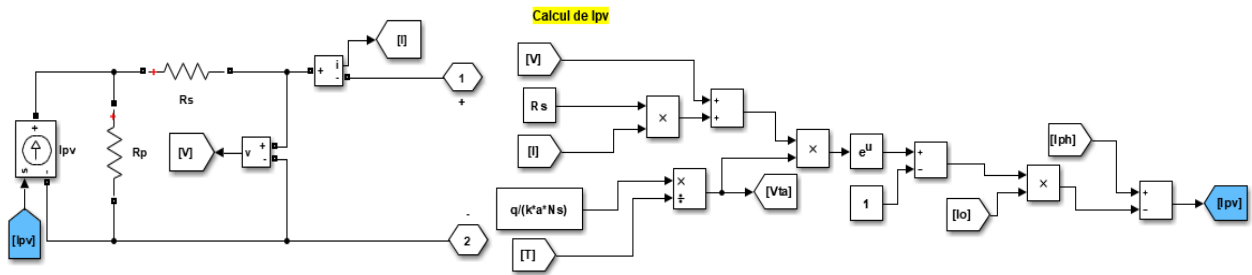 Calcul de Ipv
[I]
i
+
-
1
+
Rs
[V]
Rs
[I]
+
+
×
×
e^u
+
−
1
[Iph]
+
Ipv
s
-
Rp
[V]
v
+
-
q/(k*a*Ns)
×
÷
[Vta]
[Io]
×
+
−
[Ipv]
[Ipv]
-
2
[T]